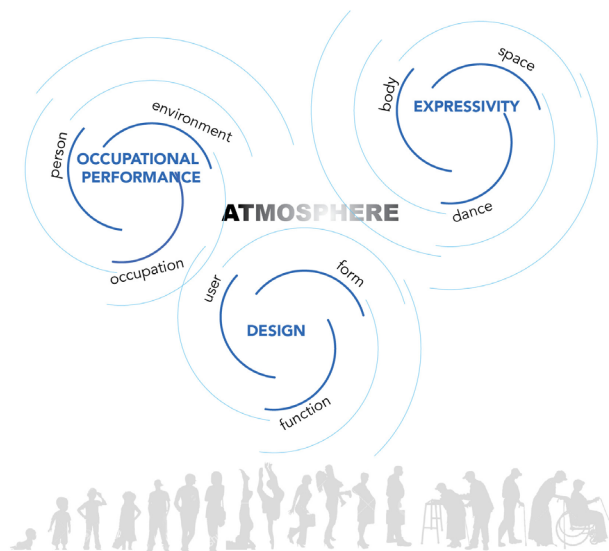 space
body
EXPRESSIVITY
dance
environment
person
OCCUPATIONAL
PERFORMANCE
occupation
ATMOSPHERE
form
user
DESIGN
function